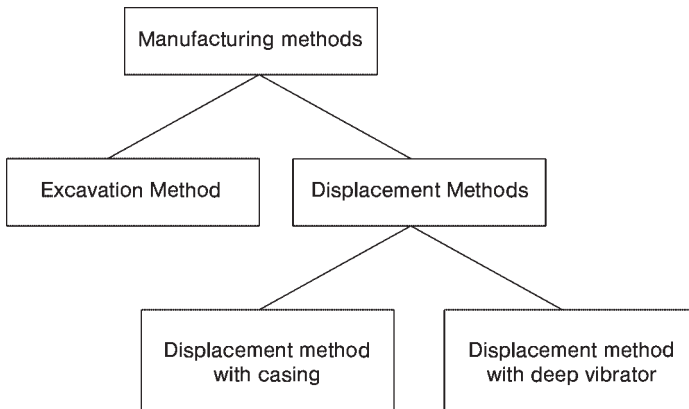 Manufacturing methods
Excavation Method
Displacement Methods
Displacement method
with casing
Displacement method
with deep vibrator